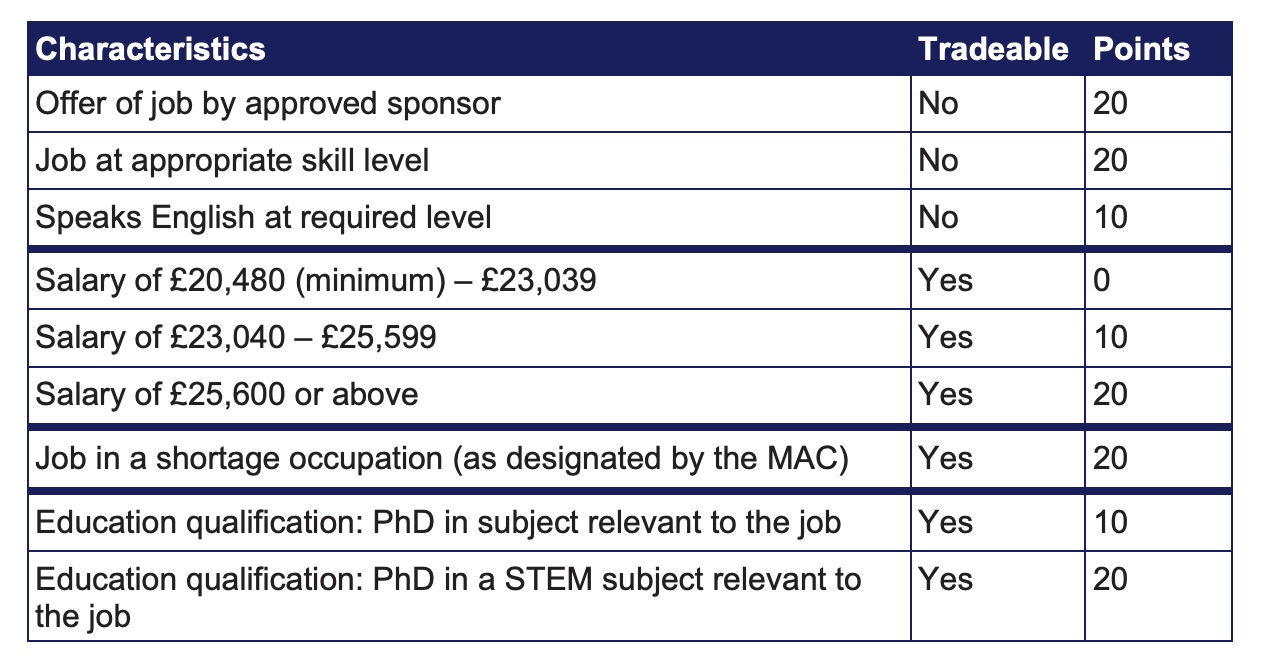 Characteristics Tradeable Points
Offer of job by approved sponsor No 20
Job at appropriate skill level No 20
Speaks English at required level No 10
Salary of £20,480 (minimum) – £23,039 Yes 0
Salary of £23,040 – £25,599 Yes 10
Salary of £25,600 or above Yes 20
Job in a shortage occupation (as designated by the MAC) Yes 20
Education qualification: PhD in subject relevant to the job Yes 10
Education qualification: PhD in a STEM subject relevant to Yes 20
the job